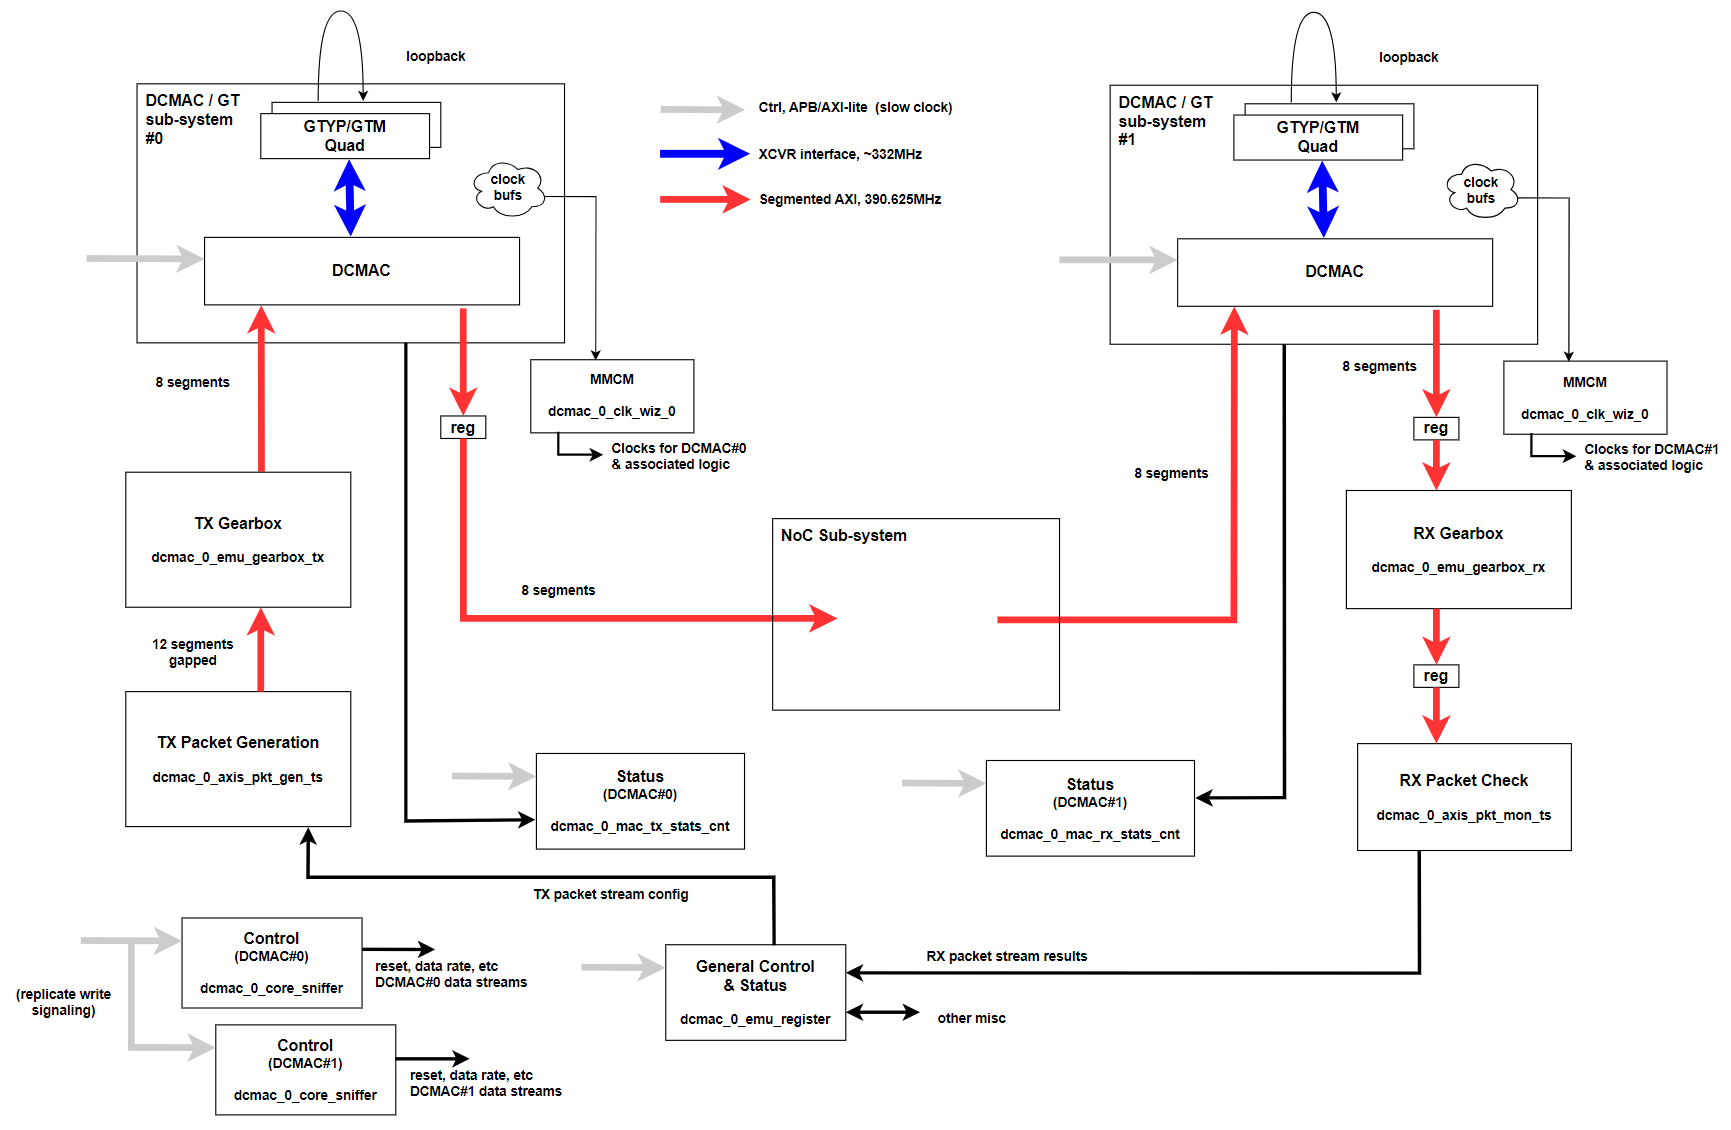 loopback
DCMAC / GT
sub-system
#0
GTYP/GTM
Quad
clock
bufs
DCMAC
8 segments
reg
MMCM
dcmac_0_clk_wiz_0
Clocks for DCMAC#0
& associated logic
TX Gearbox
dcmac_0_emu_gearbox_tx
12 segments
gapped
TX Packet Generation
dcmac_0_axis_pkt_gen_ts
Ctrl, APB/AXI-lite  (slow clock)
XCVR interface, ~332MHz
Segmented AXI, 390.625MHz
8 segments
NoC Sub-system
8 segments
loopback
DCMAC / GT
sub-system
#1
GTYP/GTM
Quad
clock
bufs
DCMAC
8 segments
reg
MMCM
dcmac_0_clk_wiz_0
Clocks for DCMAC#1
& associated logic
RX Gearbox
dcmac_0_emu_gearbox_rx
reg
RX Packet Check
dcmac_0_axis_pkt_mon_ts
Status
(DCMAC#0)
dcmac_0_mac_tx_stats_cnt
Status
(DCMAC#1)
dcmac_0_mac_rx_stats_cnt
TX packet stream config
Control
(DCMAC#0)
dcmac_0_core_sniffer
reset, data rate, etc
DCMAC#0 data streams
(replicate write
signaling)
Control
(DCMAC#1)
dcmac_0_core_sniffer
reset, data rate, etc
DCMAC#1 data streams
General Control
& Status
dcmac_0_emu_register
RX packet stream results
other misc